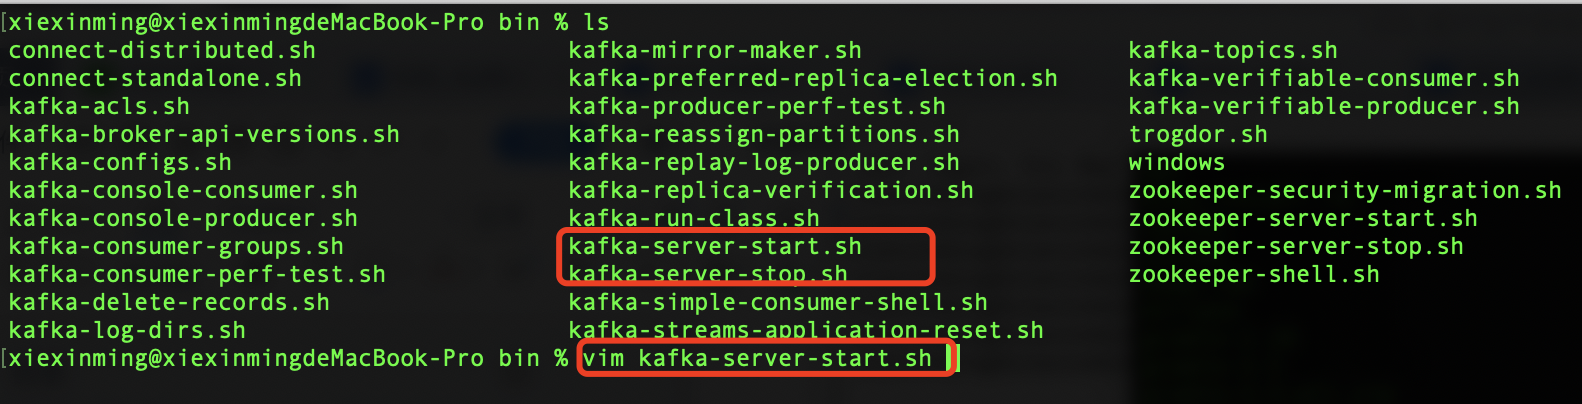 [xiexinming@xiexinmingdeMacBook-Pro bin % ls
connect-distributed.sh kafka-mirror-maker.sh kafka-topics.sh
connect-standalone.sh kafka-preferred-replica-election.sh kafka-verifiable-consumer.sh
kafka-acls.sh kafka-producer-perf-test.sh kafka-verifiable-producer.sh
kafka-broker-api-versions.sh kafka-reassign-partitions.sh trogdor.sh
kafka-configs.sh kafka-replay-log-producer.sh windows
kafka-console-consumer.sh kafka-replica-verification.sh zookeeper-security-migration.sh
kafka-console-producer.sh kafka-run-class.sh zookeeper-server-start.sh
kafka-consumer-groups.sh kafka-server-start.sh zookeeper-server-stop.sh
kafka-consumer-perf-test.sh kafka-server-stop.sh zookeeper-shell.sh
kafka-delete-records.sh kafka-simple-consumer-shell.sh
kafka-log-dirs.sh kafka-streams-application-reset.sh
[xiexinming@xiexinmingdeMacBook-Pro bin % vim kafka-server-start.sh